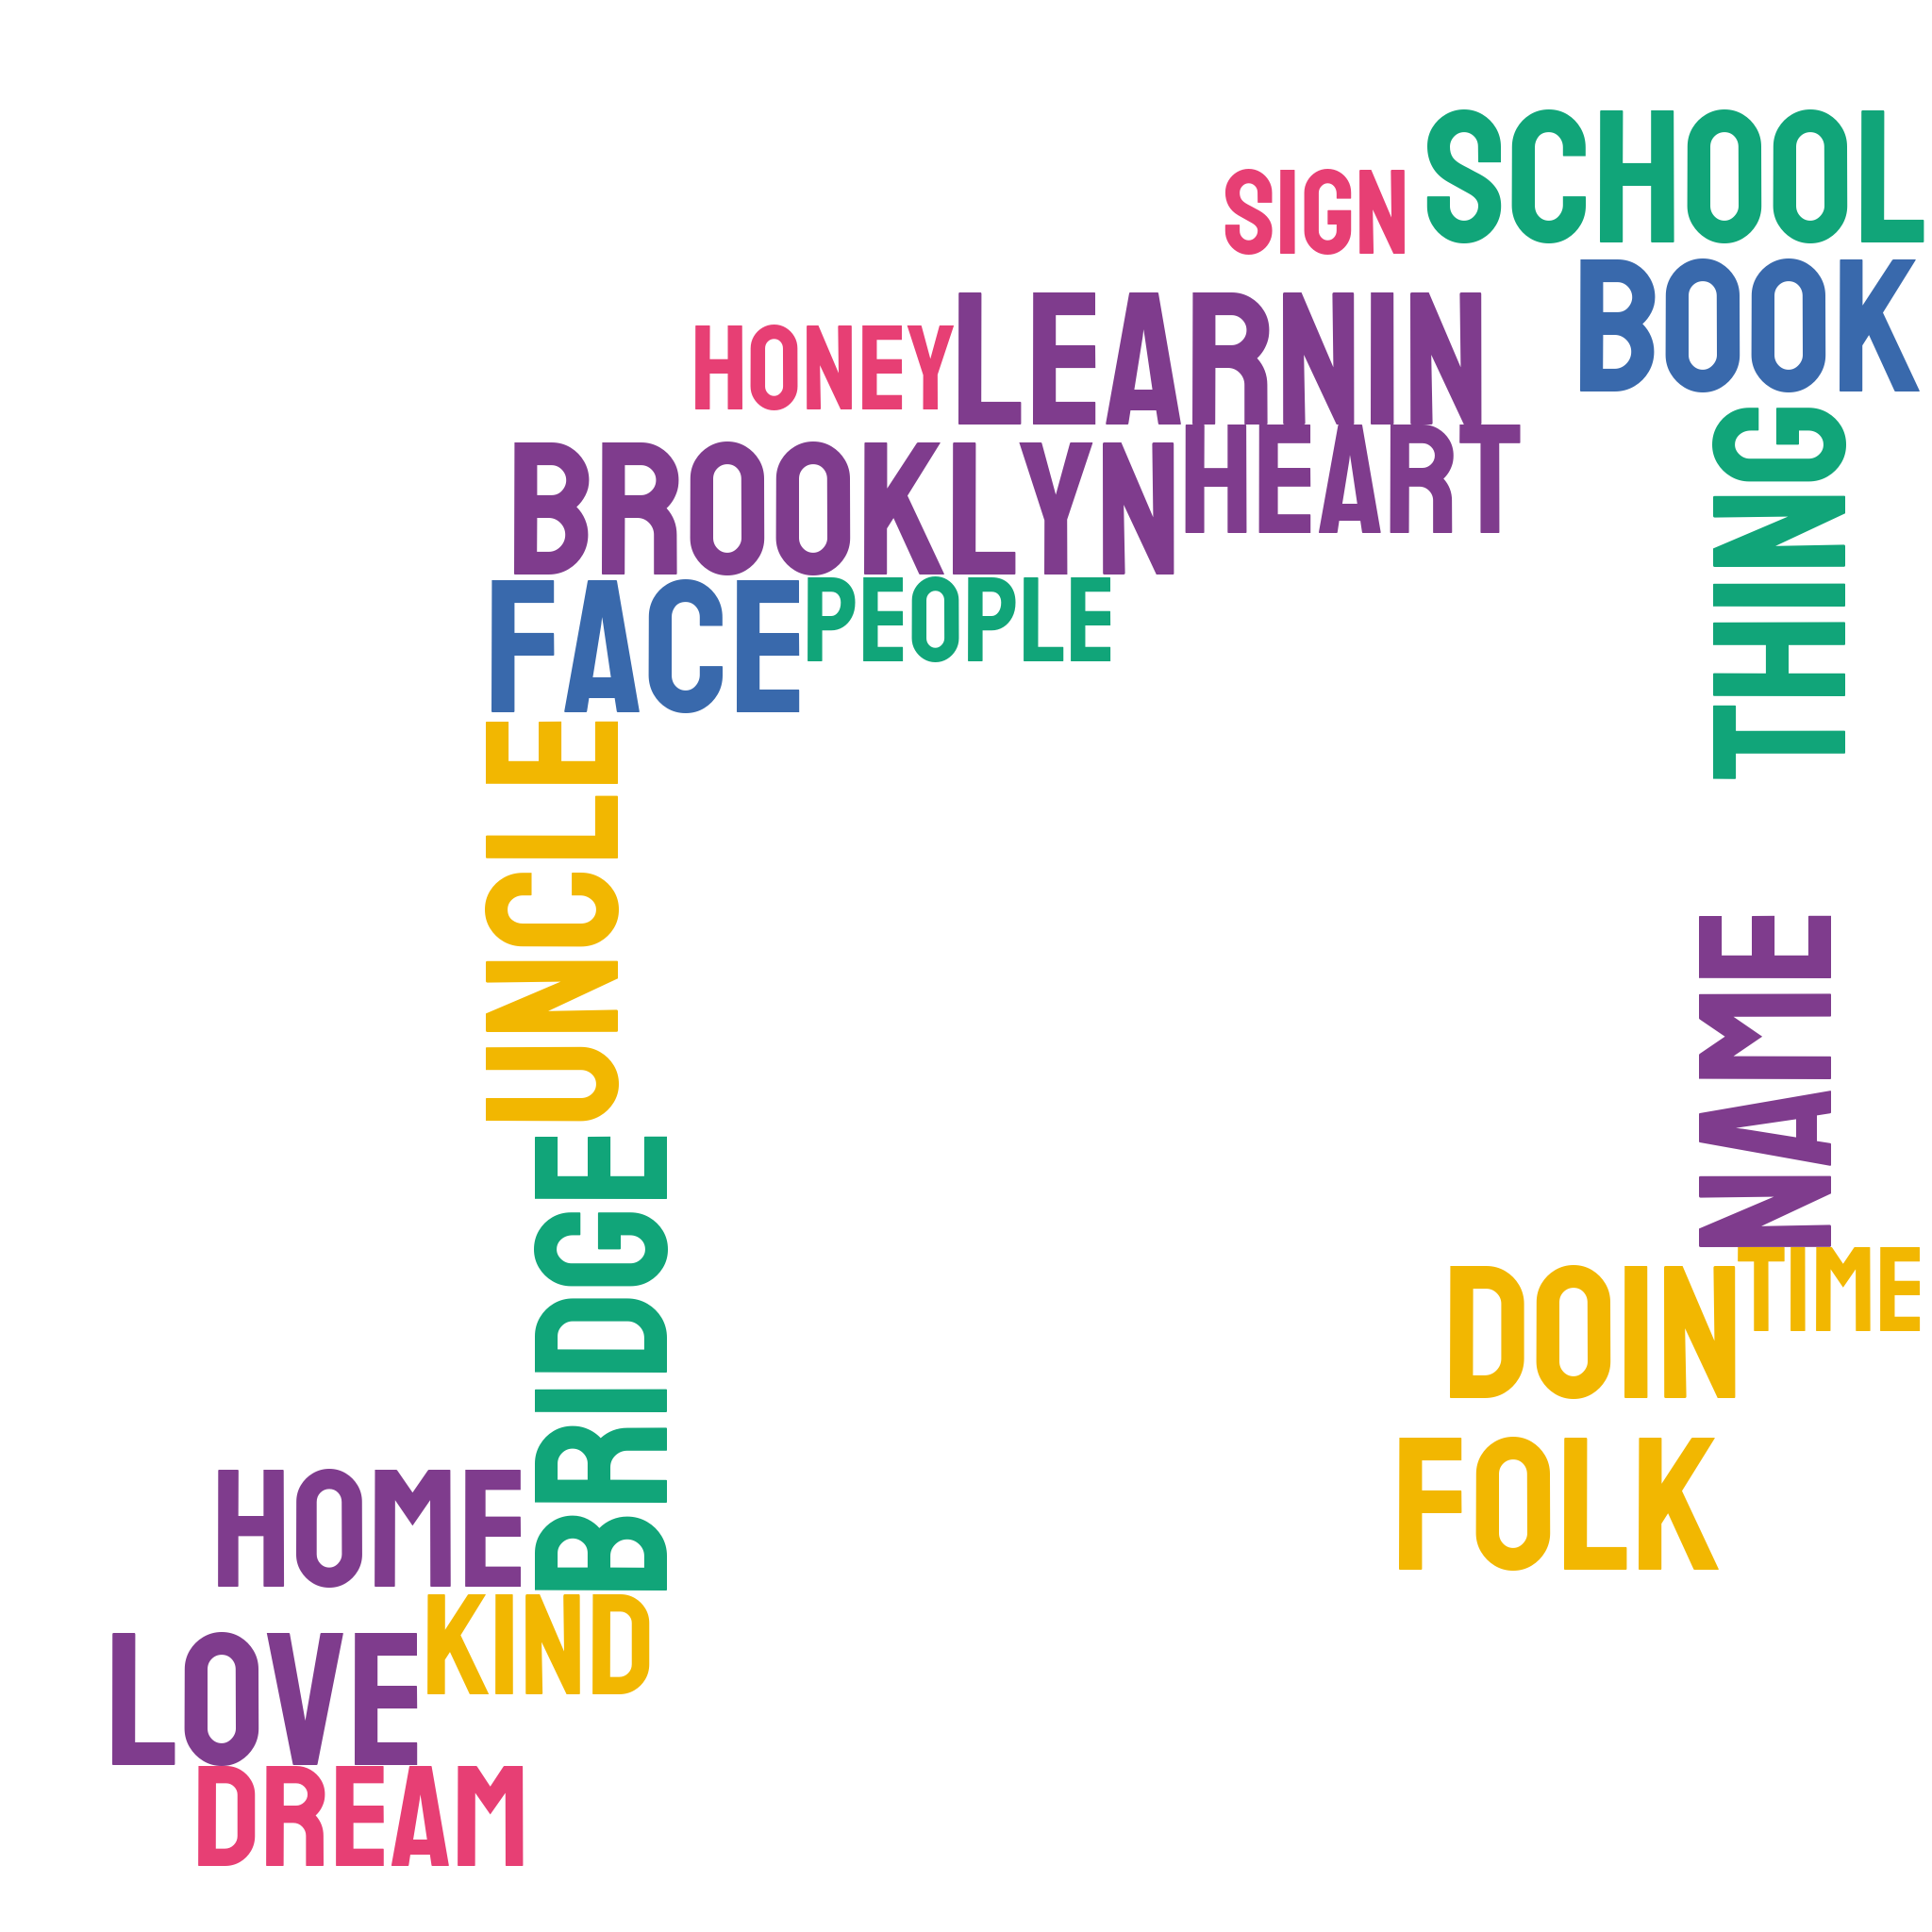 SCHOOL
SIGN
BOOK
LEARNIN
HONEY
THING
HEART
BROOKLYN
PEOPLE
FACE
UNCLE
NAME
BRIDGE
TIME
DOIN
FOLK
HOME
KIND
LOVE
DREAM